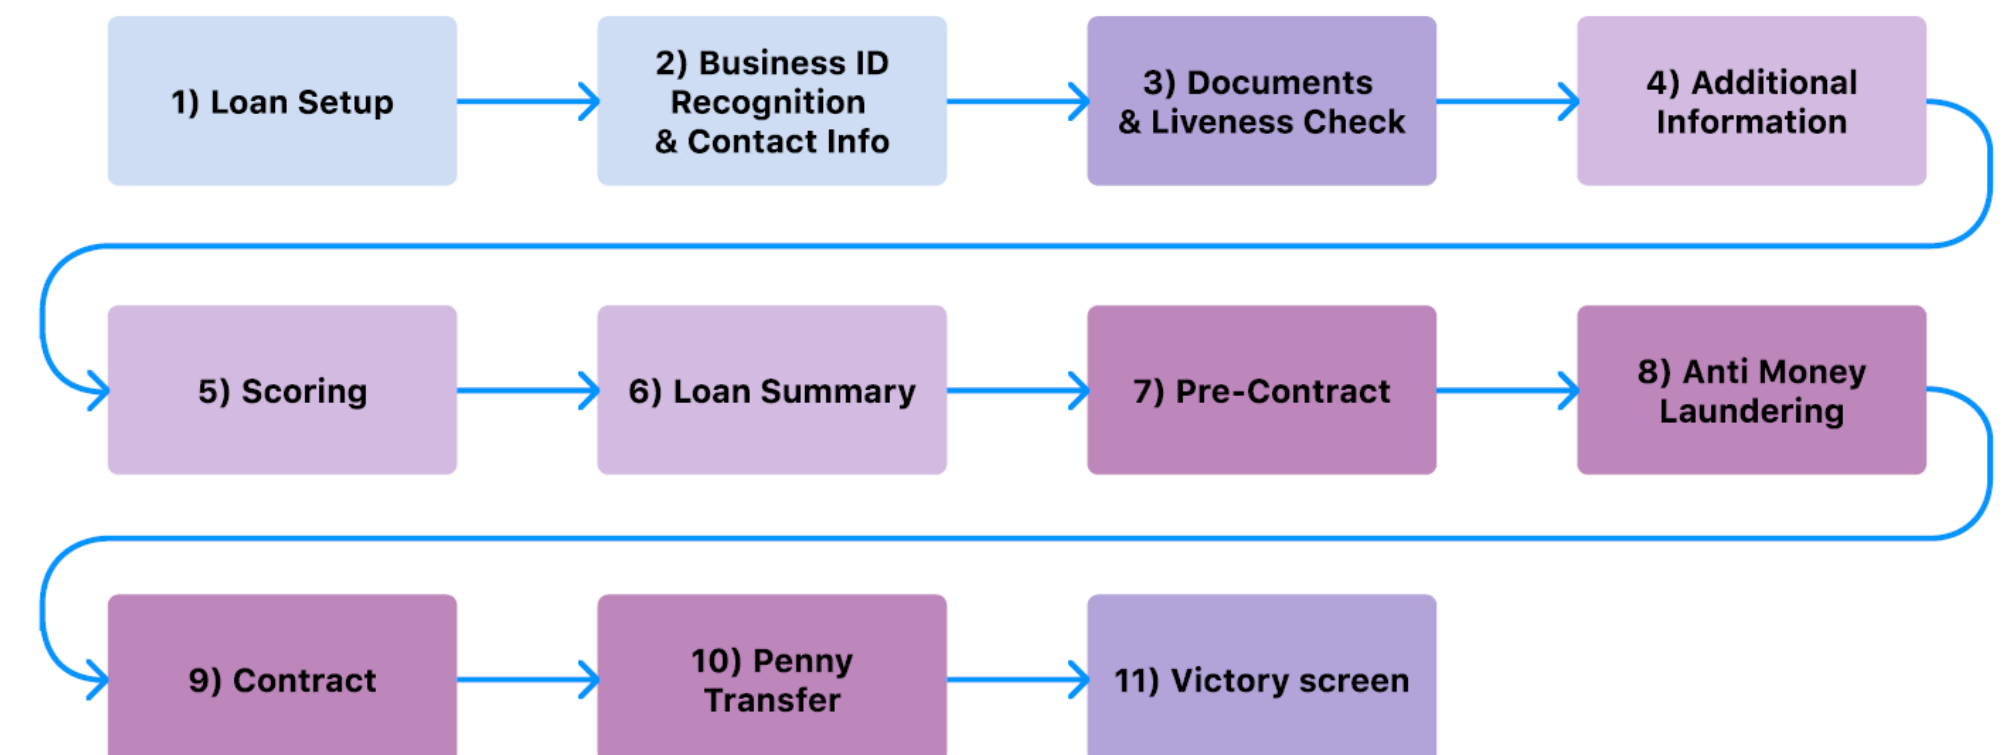 1) Loan Setup
2) Business ID
Recognition
& Contact Info
3) Documents
& Liveness Check
4) Additional
Information
5) Scoring
6) Loan Summary
7) Pre-Contract
8) Anti Money
Laundering
9) Contract
10) Penny
Transfer
11) Victory screen